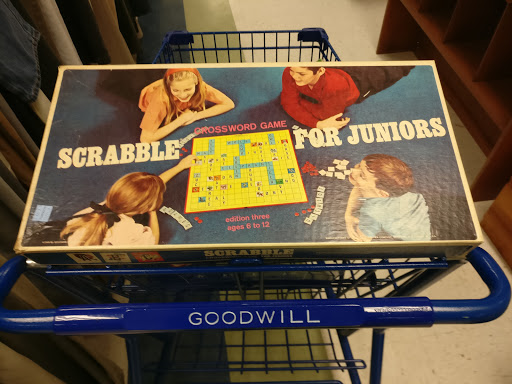 CROSSWORD GAME
SCRABBLE FOR JUNIORS
edition three
ages 6 to 12
SCRABBLE
GOODWILL